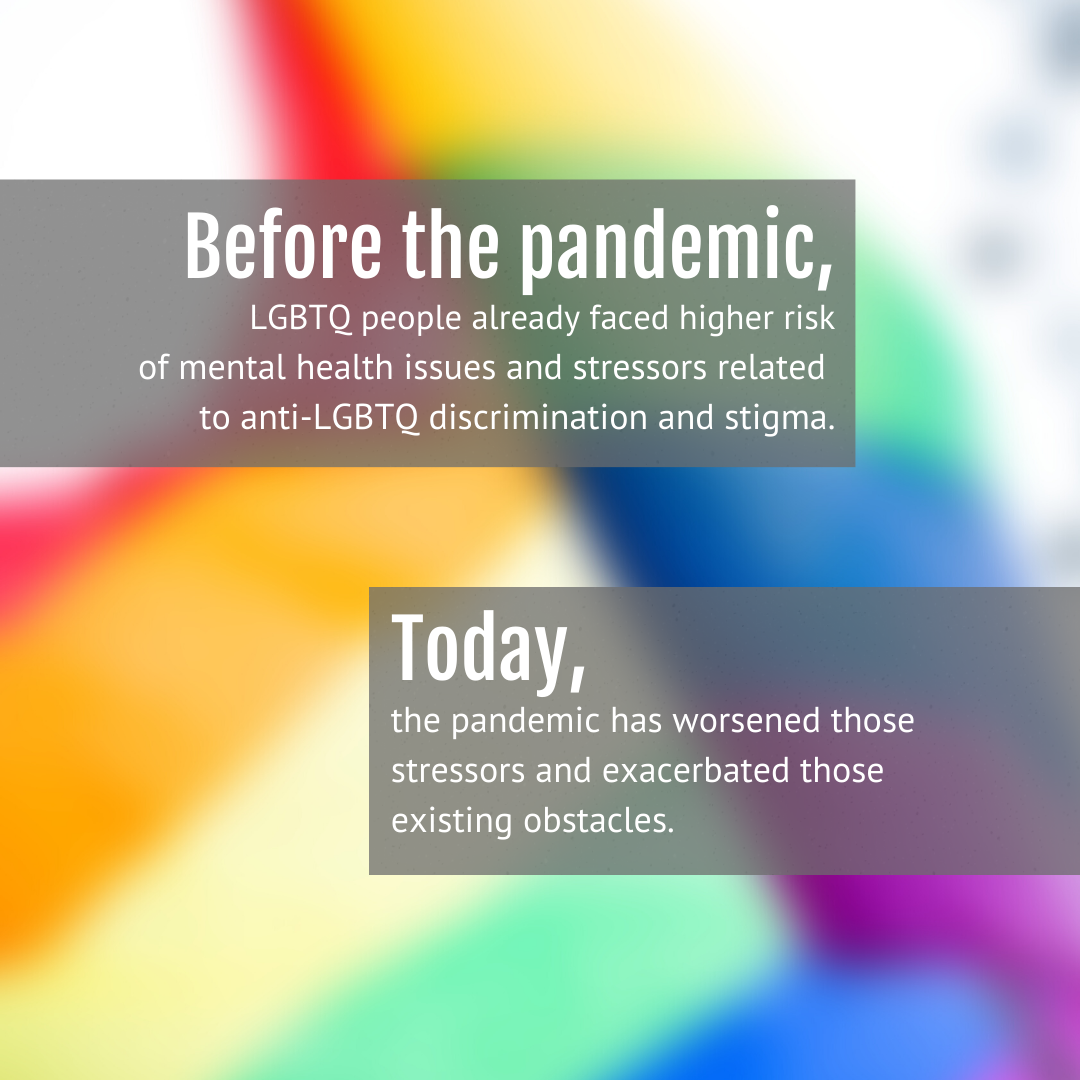 Before the pandemic,
LGBTQ people already faced higher risk
of mental health issues and stressors related
to anti-LGBTQ discrimination and stigma.
Today,
the pandemic has worsened those
stressors and exacerbated those
existing obstacles.